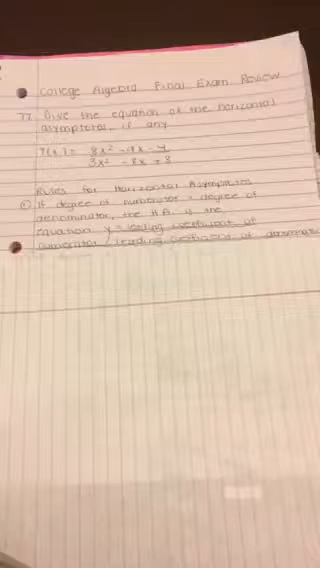 College Algebra Final Exam Review
77. Give the equation of the horizontal
asymptotes, if any
8x² - 9x - 4
3x² - 8x + 8
Rules for Horizontal Asymptotes
① If degree of numerator = degree of
denominator, the H.A. is the
equation y = leading coefficient of
numerator / leading coefficient of denominator